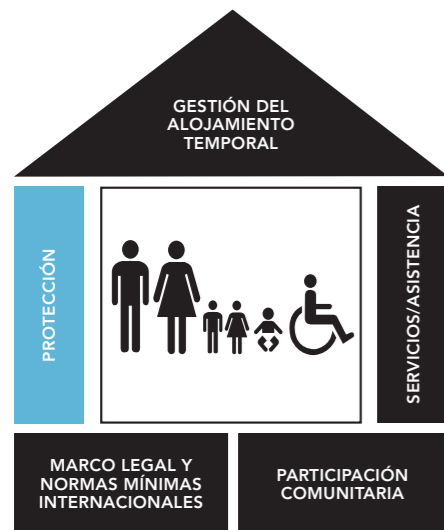 GESTIÓN DEL
ALOJAMIENTO
TEMPORAL
PROTECCIÓN
SERVICIOS/ASISTENCIA
MARCO LEGAL Y
NORMAS MÍNIMAS
INTERNACIONALES
PARTICIPACIÓN
COMUNITARIA